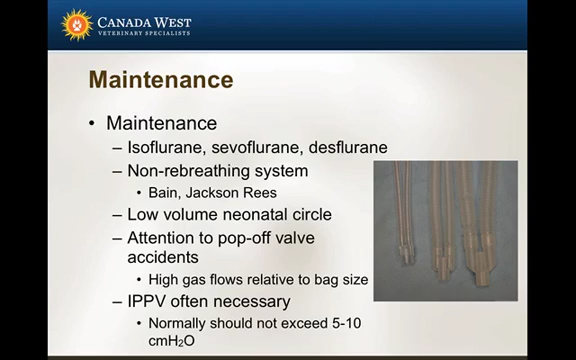 CANADA WEST
VETERINARY SPECIALISTS
Maintenance
• Maintenance
– Isoflurane, sevoflurane, desflurane
– Non-rebreathing system
• Bain, Jackson Rees
– Low volume neonatal circle
– Attention to pop-off valve
accidents
• High gas flows relative to bag size
– IPPV often necessary
• Normally should not exceed 5-10
cmH₂O